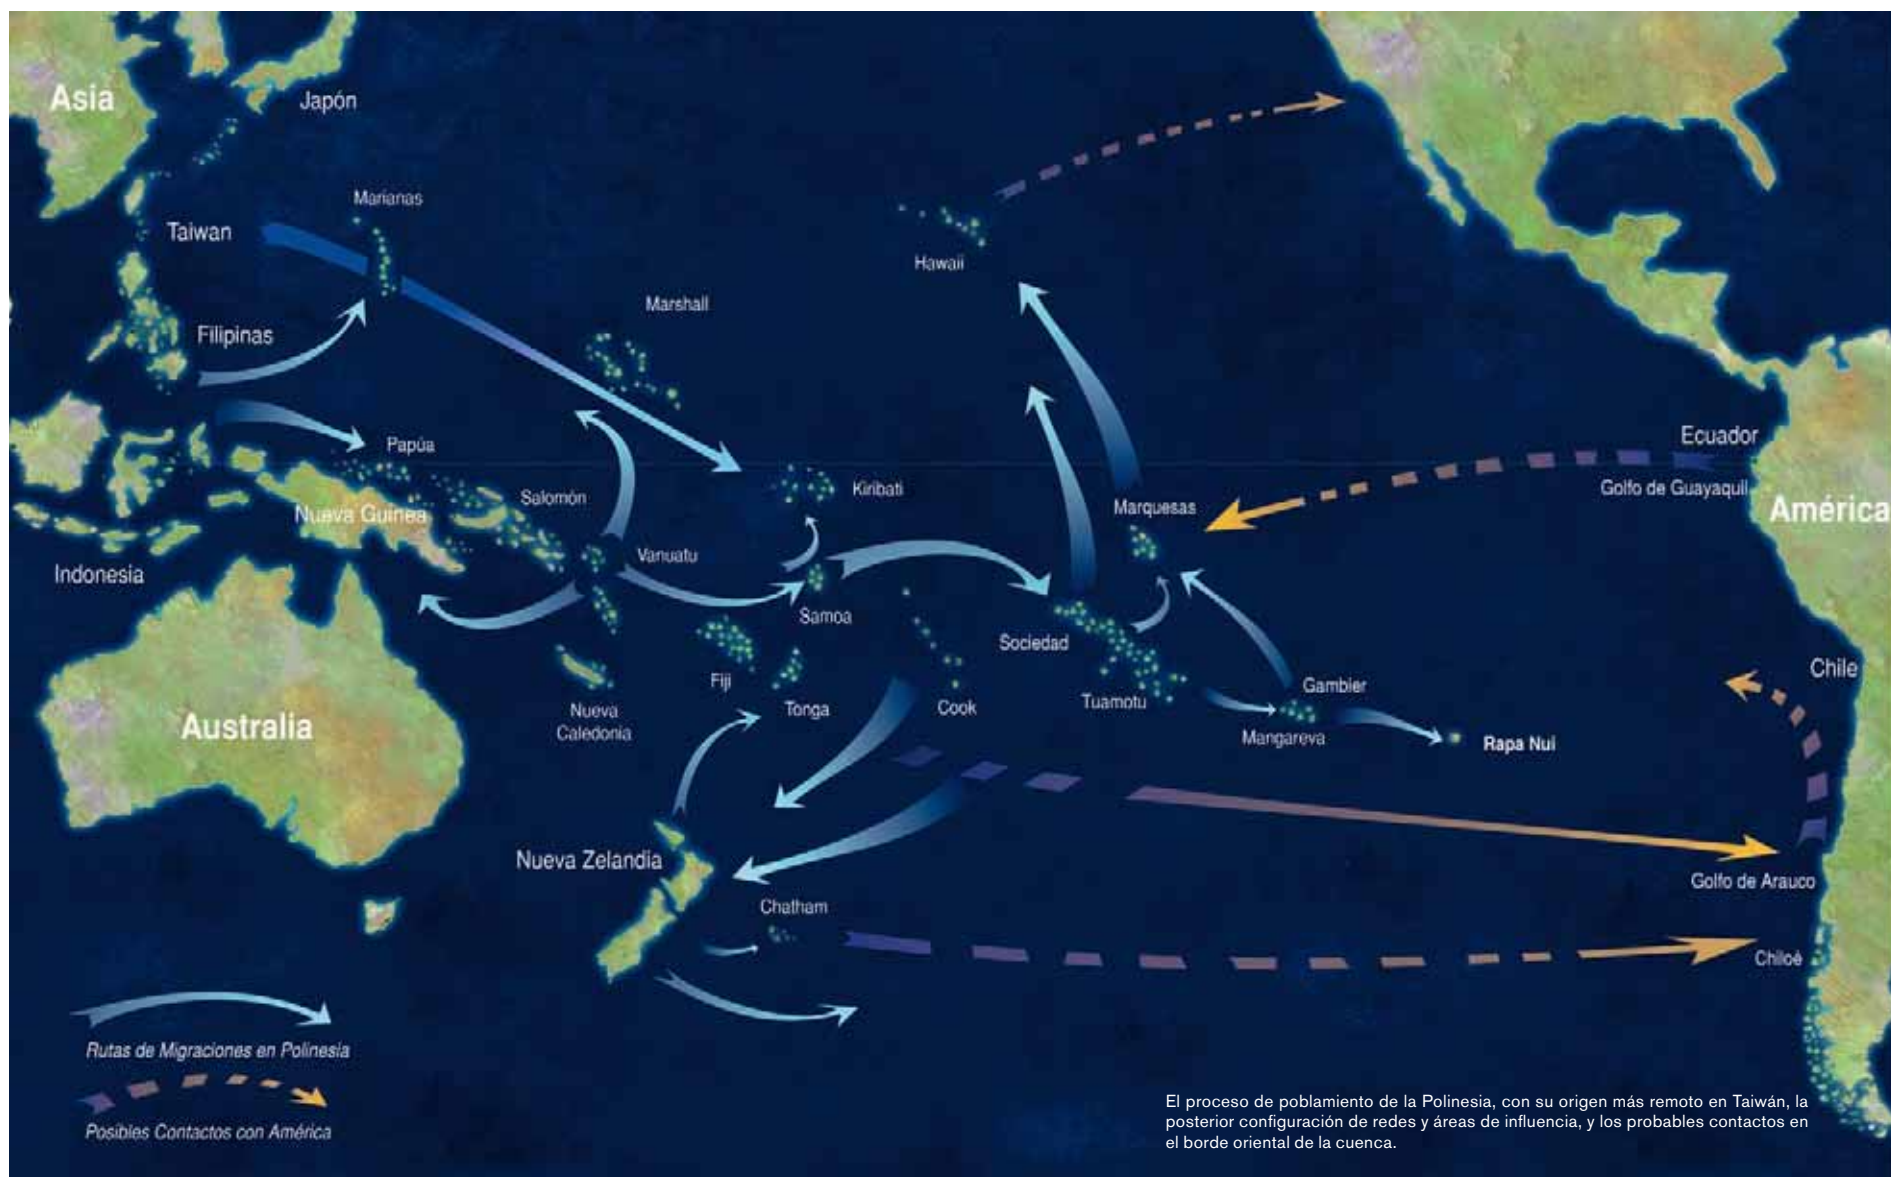 Asia
Japón
Marianas
Taiwan
Hawaii
Marshall
Filipinas
Ecuador
Papúa
Golfo de Guayaquil
Kiribati
Salomón
Marquesas
América
Nueva Guinea
Vanuatu
Indonesia
Samoa
Sociedad
Chile
Fiji
Gambier
Tuamotu
Tonga
Cook
Nueva
Caledonia
Australia
Mangareva
Rapa Nui
Nueva Zelandia
Golfo de Arauco
Chatham
Chiloé
Rutas de Migraciones en Polinesia
Posibles Contactos con América
El proceso de poblamiento de la Polinesia, con su origen más remoto en Taiwán, la
posterior configuración de redes y áreas de influencia, y los probables contactos en
el borde oriental de la cuenca.